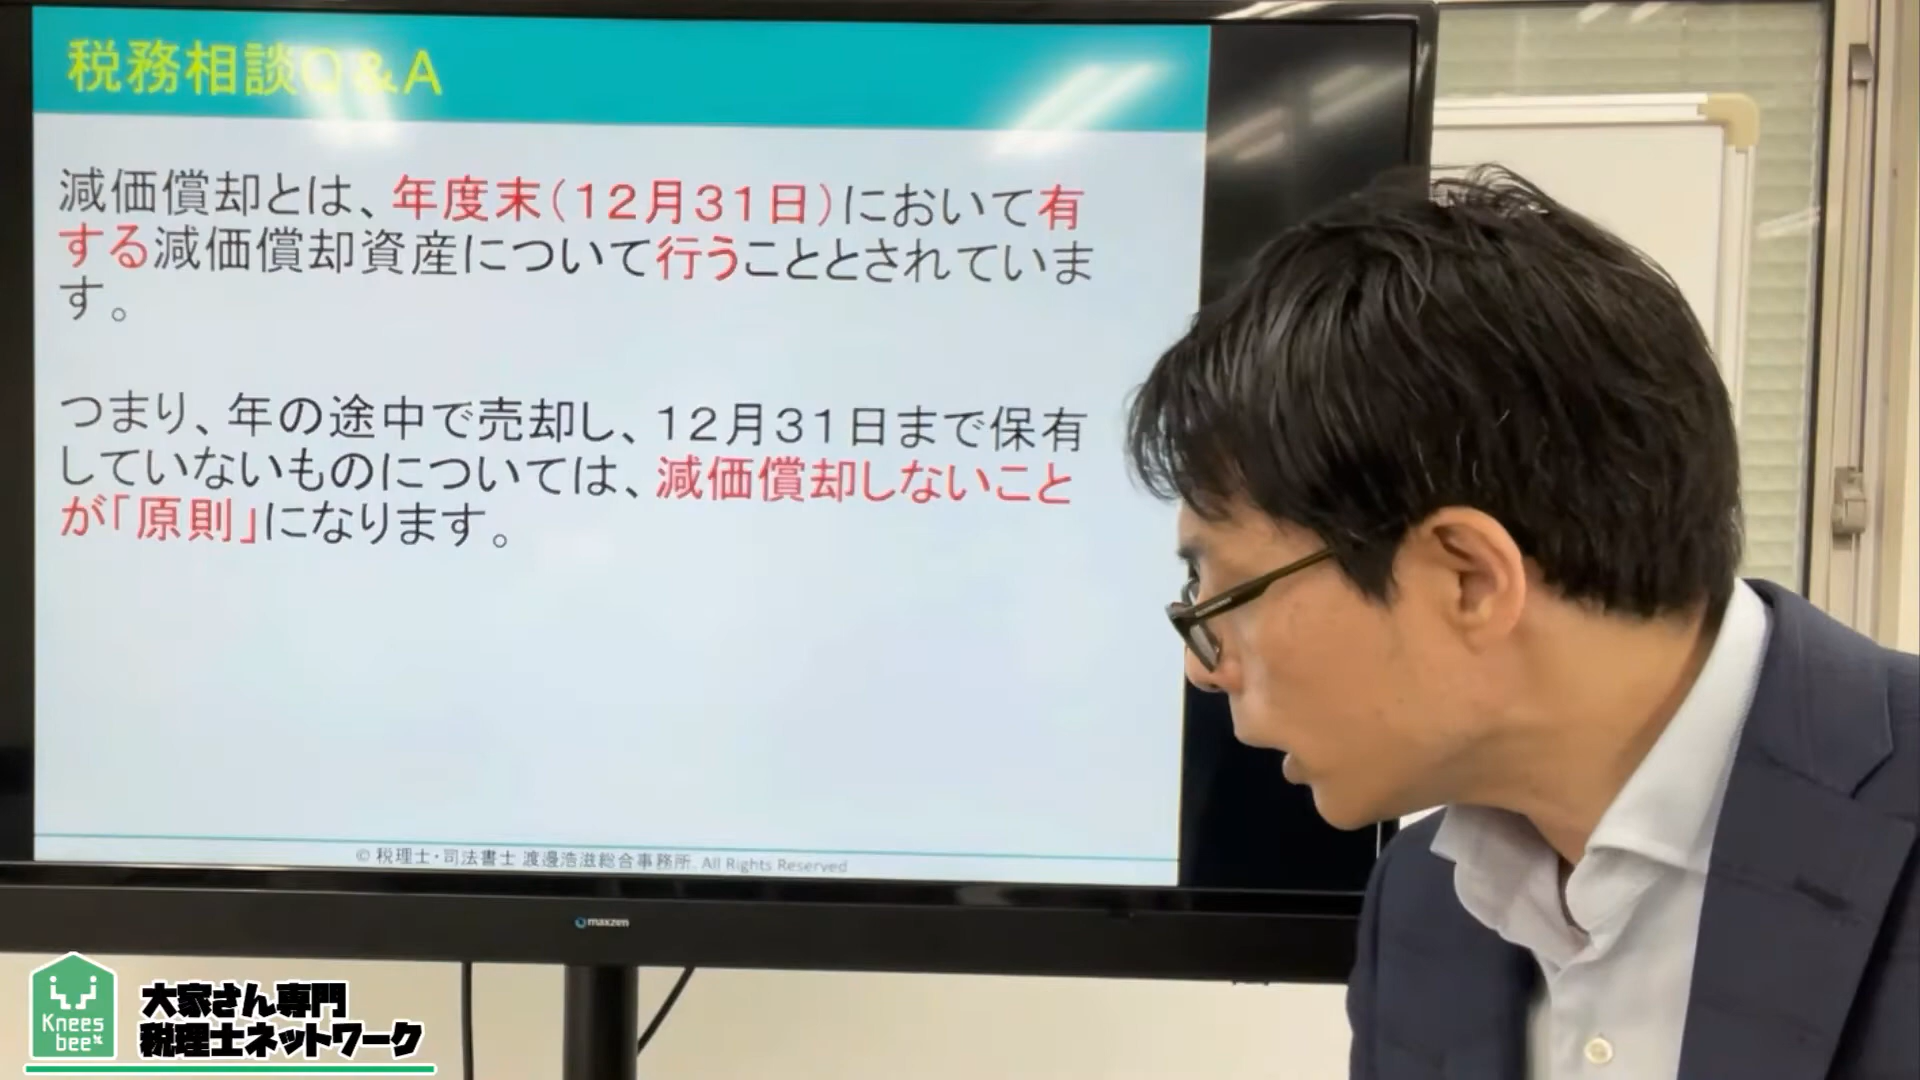 税務相談Q&A
減価償却とは、年度末(12月31日)において有
する減価償却資産について行うこととされていま
す。
つまり、年の途中で売却し、12月31日まで保有
していないものについては、減価償却しないこと
が「原則」になります。
© 税理士・司法書士 渡邊浩滋総合事務所. All Rights Reserved
maxzen
Knees
bee
大家さん専門
税理士ネットワーク